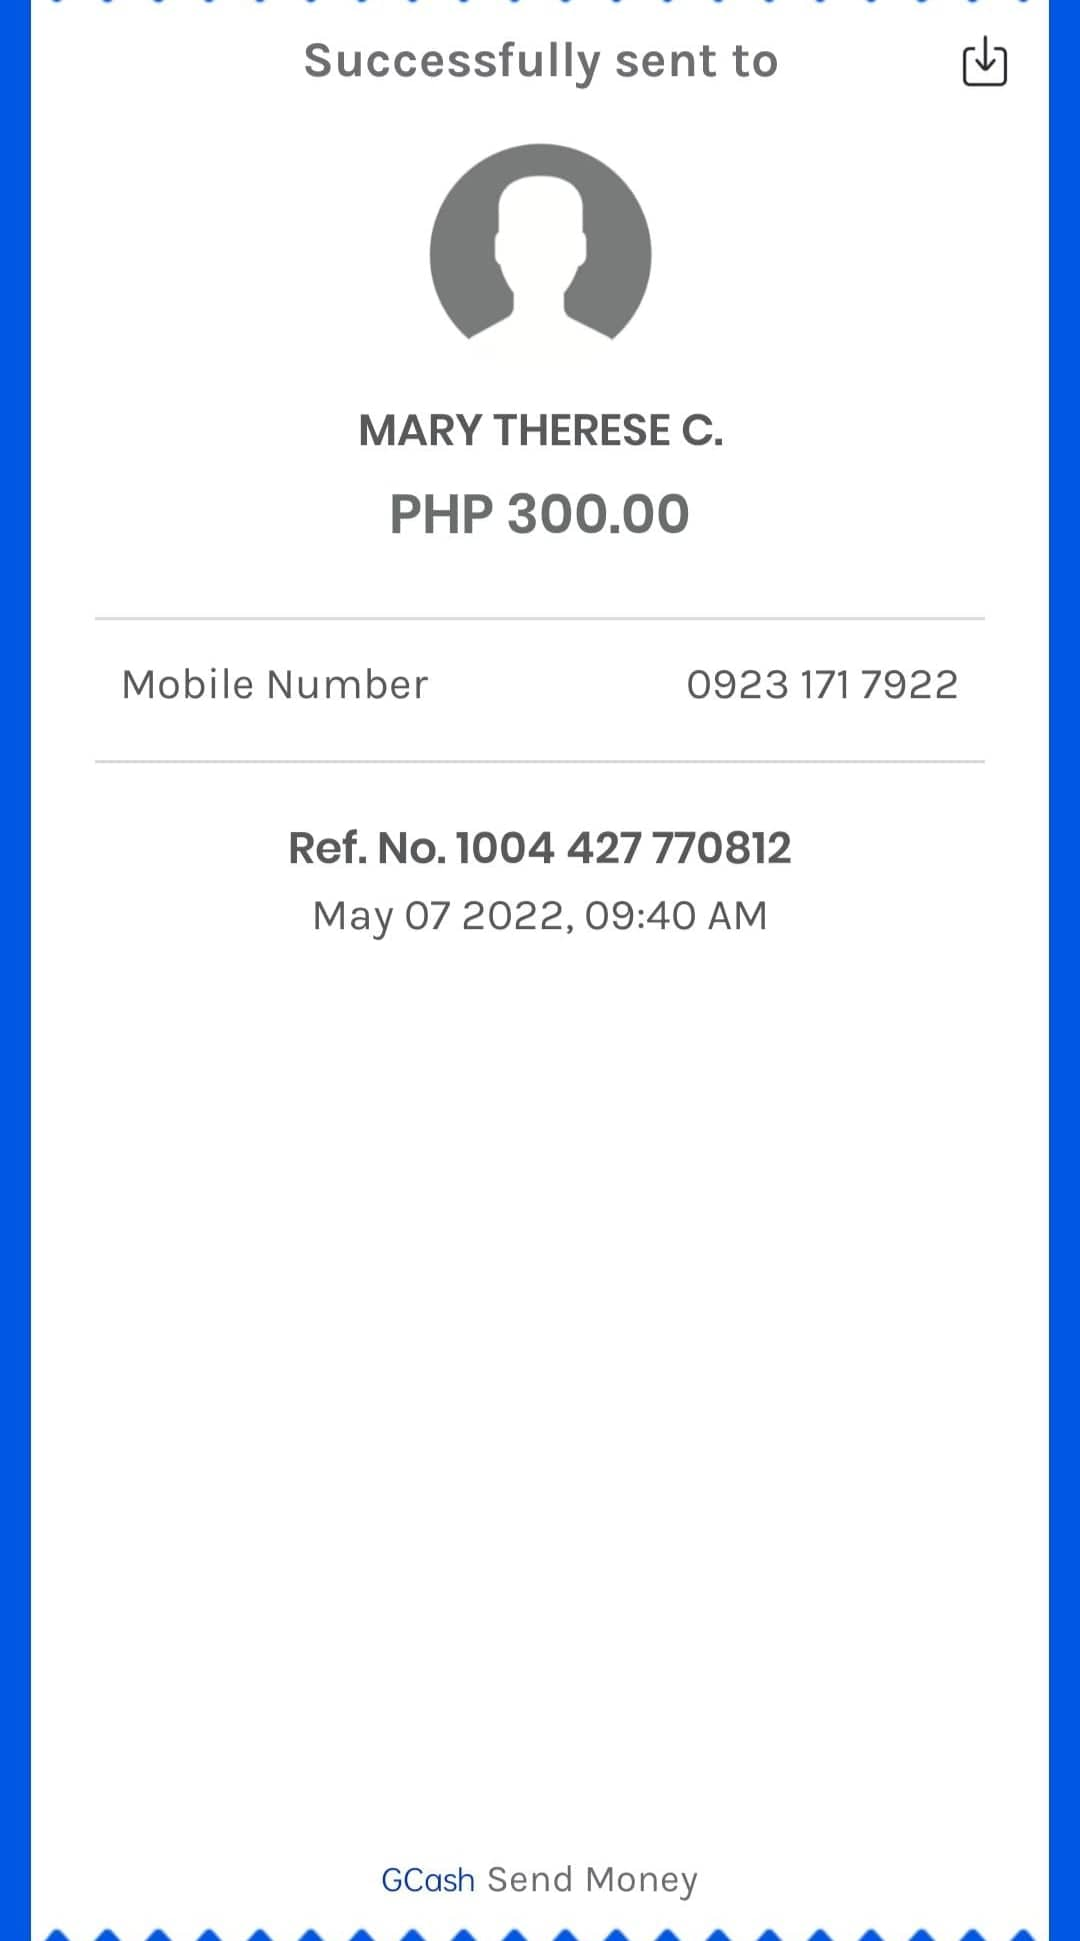 Successfully sent to
MARY THERESE C.
PHP 300.00
Mobile Number 0923 171 7922
Ref. No. 1004 427 770812
May 07 2022, 09:40 AM
GCash Send Money